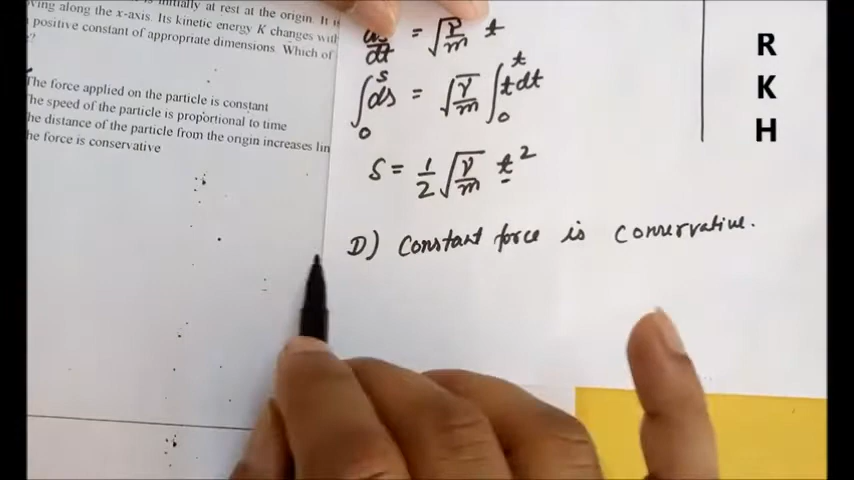 initially at rest at the origin. It
ving along the x-axis. Its kinetic energy K changes with
positive constant of appropriate dimensions. Which of
The force applied on the particle is constant
The speed of the particle is proportional to time
he distance of the particle from the origin increases lin
he force is conservative
ds/dt = √(γ/m) t
∫₀ˢ ds = √(γ/m) ∫₀ᵗ t dt
S = 1/2 √(γ/m) t²
D) Constant force is conservative.
R
K
H